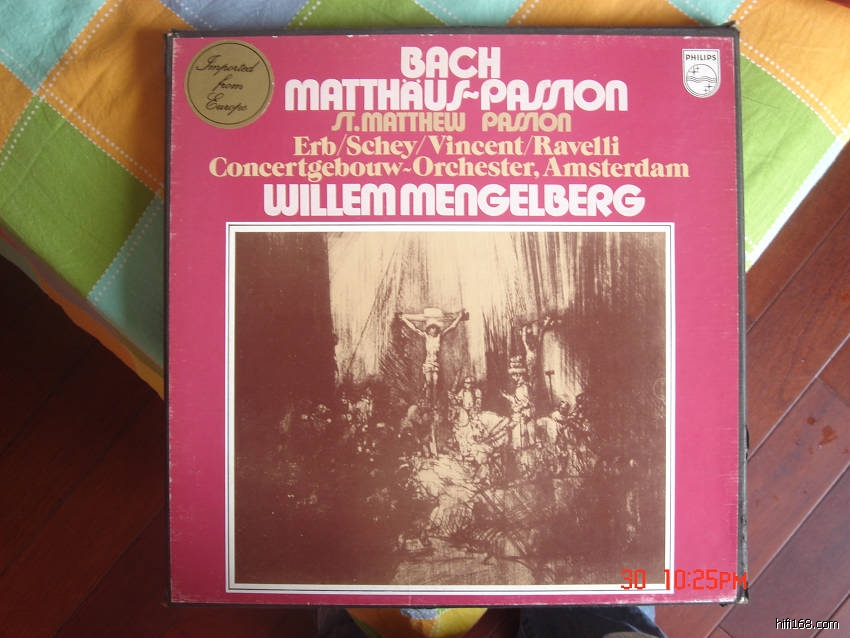 Imported
from
Europe
BACH
MATTHÄUS-PASSION
ST. MATTHEW PASSION
Erb/Schey/Vincent/Ravelli
Concertgebouw-Orchester, Amsterdam
WILLEM MENGELBERG
PHILIPS
30 10:25PM
hifi168.com